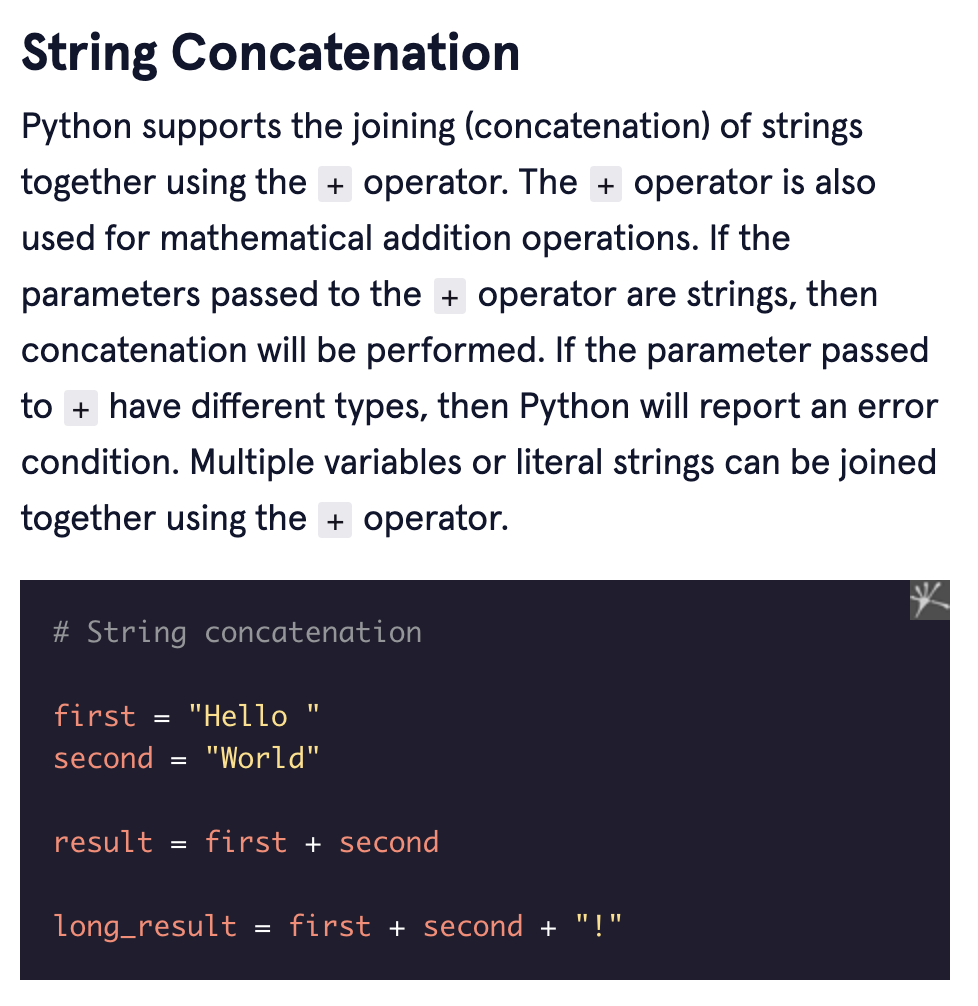 String Concatenation
Python supports the joining (concatenation) of strings
together using the + operator. The + operator is also
used for mathematical addition operations. If the
parameters passed to the + operator are strings, then
concatenation will be performed. If the parameter passed
to + have different types, then Python will report an error
condition. Multiple variables or literal strings can be joined
together using the + operator.
# String concatenation
first = "Hello "
second = "World"
result = first + second
long_result = first + second + "!"